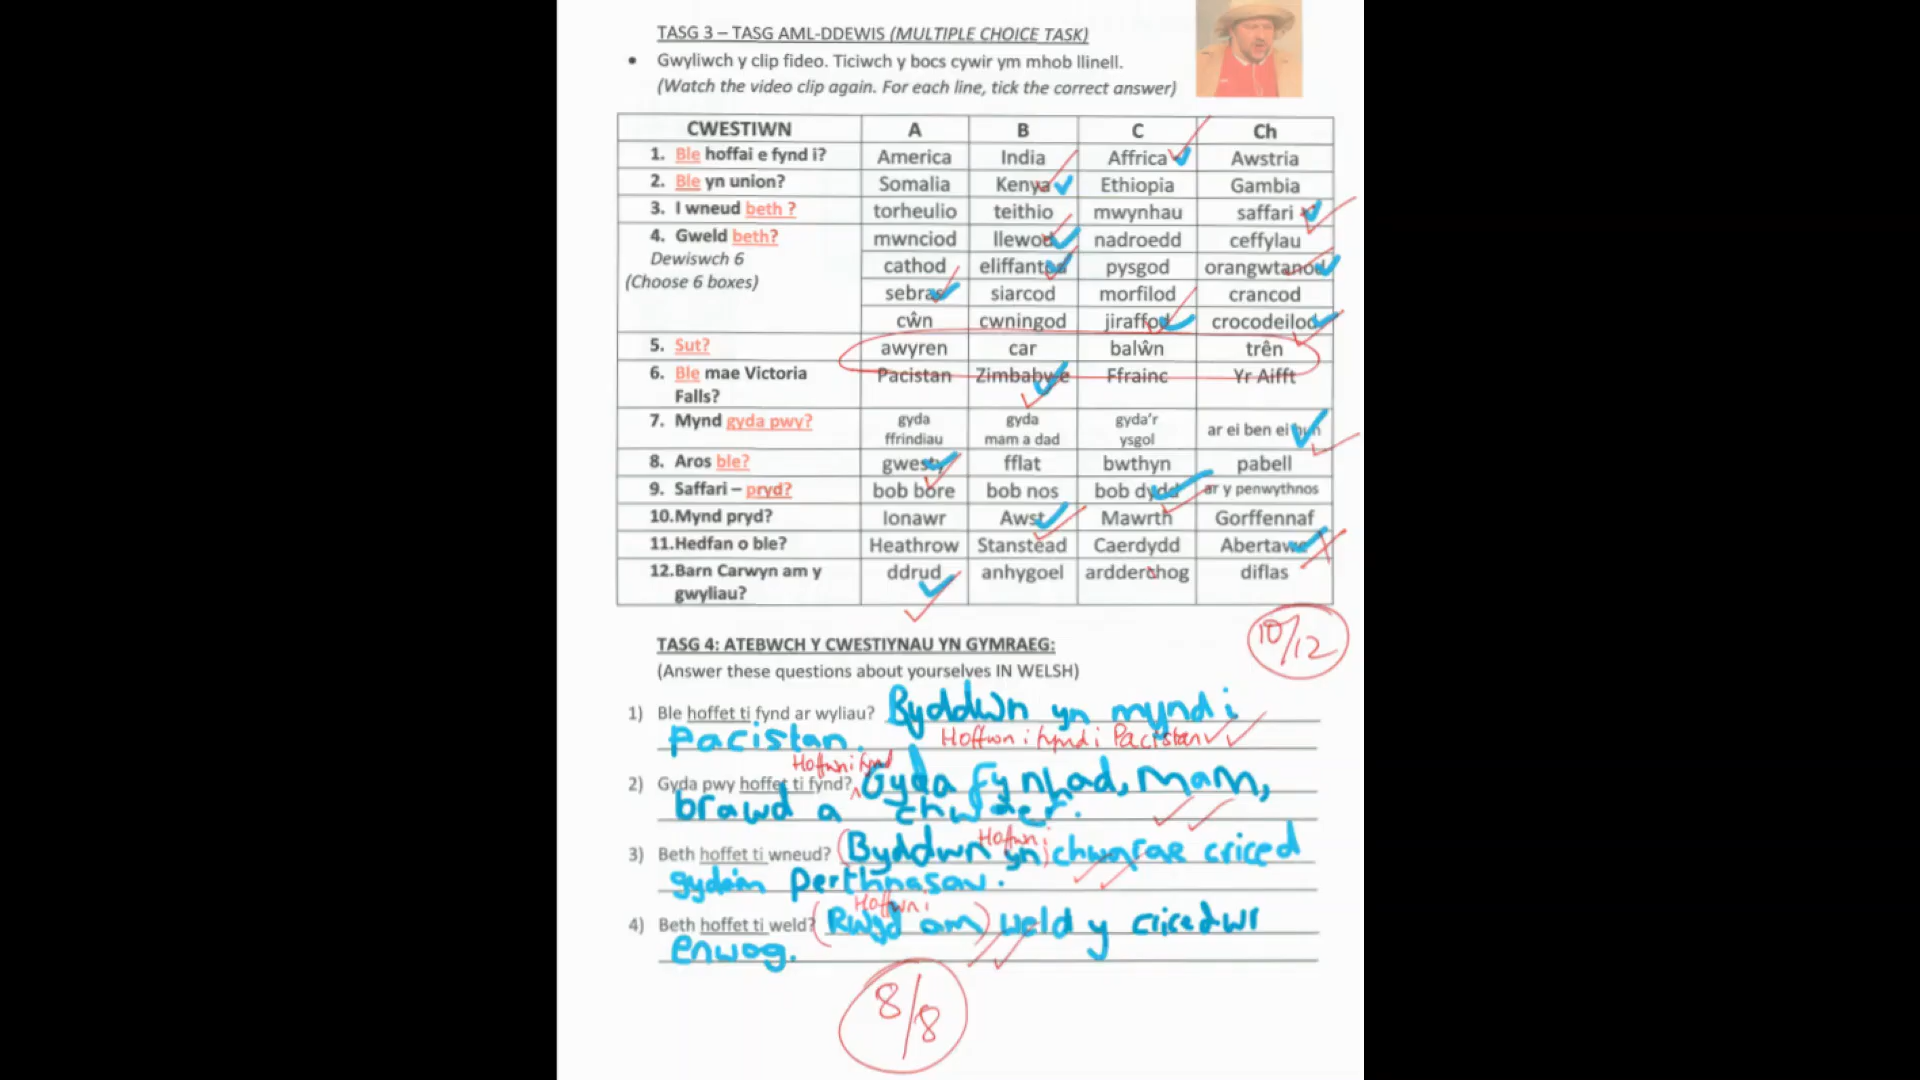 TASG 3 – TASG AML-DDEWIS (MULTIPLE CHOICE TASK)
• Gwyliwch y clip fideo. Ticiwch y bocs cywir ym mhob llinell.
(Watch the video clip again. For each line, tick the correct answer)
CWESTIWN A B C Ch
1. Ble hoffai e fynd i? America India Affrica Awstria
2. Ble yn union? Somalia Kenya Ethiopia Gambia
3. I wneud beth ? torheulio teithio mwynhau saffari
4. Gweld beth? mwnciod llewod nadroedd ceffylau
Dewiswch 6 cathod eliffantod pysgod orangwtanod
(Choose 6 boxes) sebras siarcod morfilod crancod
cŵn cwningod jiraffod crocodeilod
5. Sut? awyren car balŵn trên
6. Ble mae Victoria Pacistan Zimbabwe Ffrainc Yr Aifft
Falls?
7. Mynd gyda pwy? gyda gyda gyda'r ar ei ben ei hun
ffrindiau mam a dad ysgol
8. Aros ble? gwesty fflat bwthyn pabell
9. Saffari – pryd? bob bore bob nos bob dydd ar y penwythnos
10. Mynd pryd? Ionawr Awst Mawrth Gorffennaf
11. Hedfan o ble? Heathrow Stanstead Caerdydd Abertawe
12. Barn Carwyn am y ddrud anhygoel ardderchog diflas
gwyliau?
10/12
TASG 4: ATEBWCH Y CWESTIYNAU YN GYMRAEG:
(Answer these questions about yourselves IN WELSH)
1) Ble hoffet ti fynd ar wyliau? Byddwn yn mynd i
Pacistan. Hoffwn i fynd i Pacistan
Hoffwn i fynd
2) Gyda pwy hoffet ti fynd? Gyda fy nhad, Mam,
brawd a chwaer.
Hoffwn i
3) Beth hoffet ti wneud? (Byddwn yn) chwarae criced
gyda'm perthnasau.
Hoffwn i
4) Beth hoffet ti weld? (Rwyd am) weld y cricedwr
enwog.
8/8